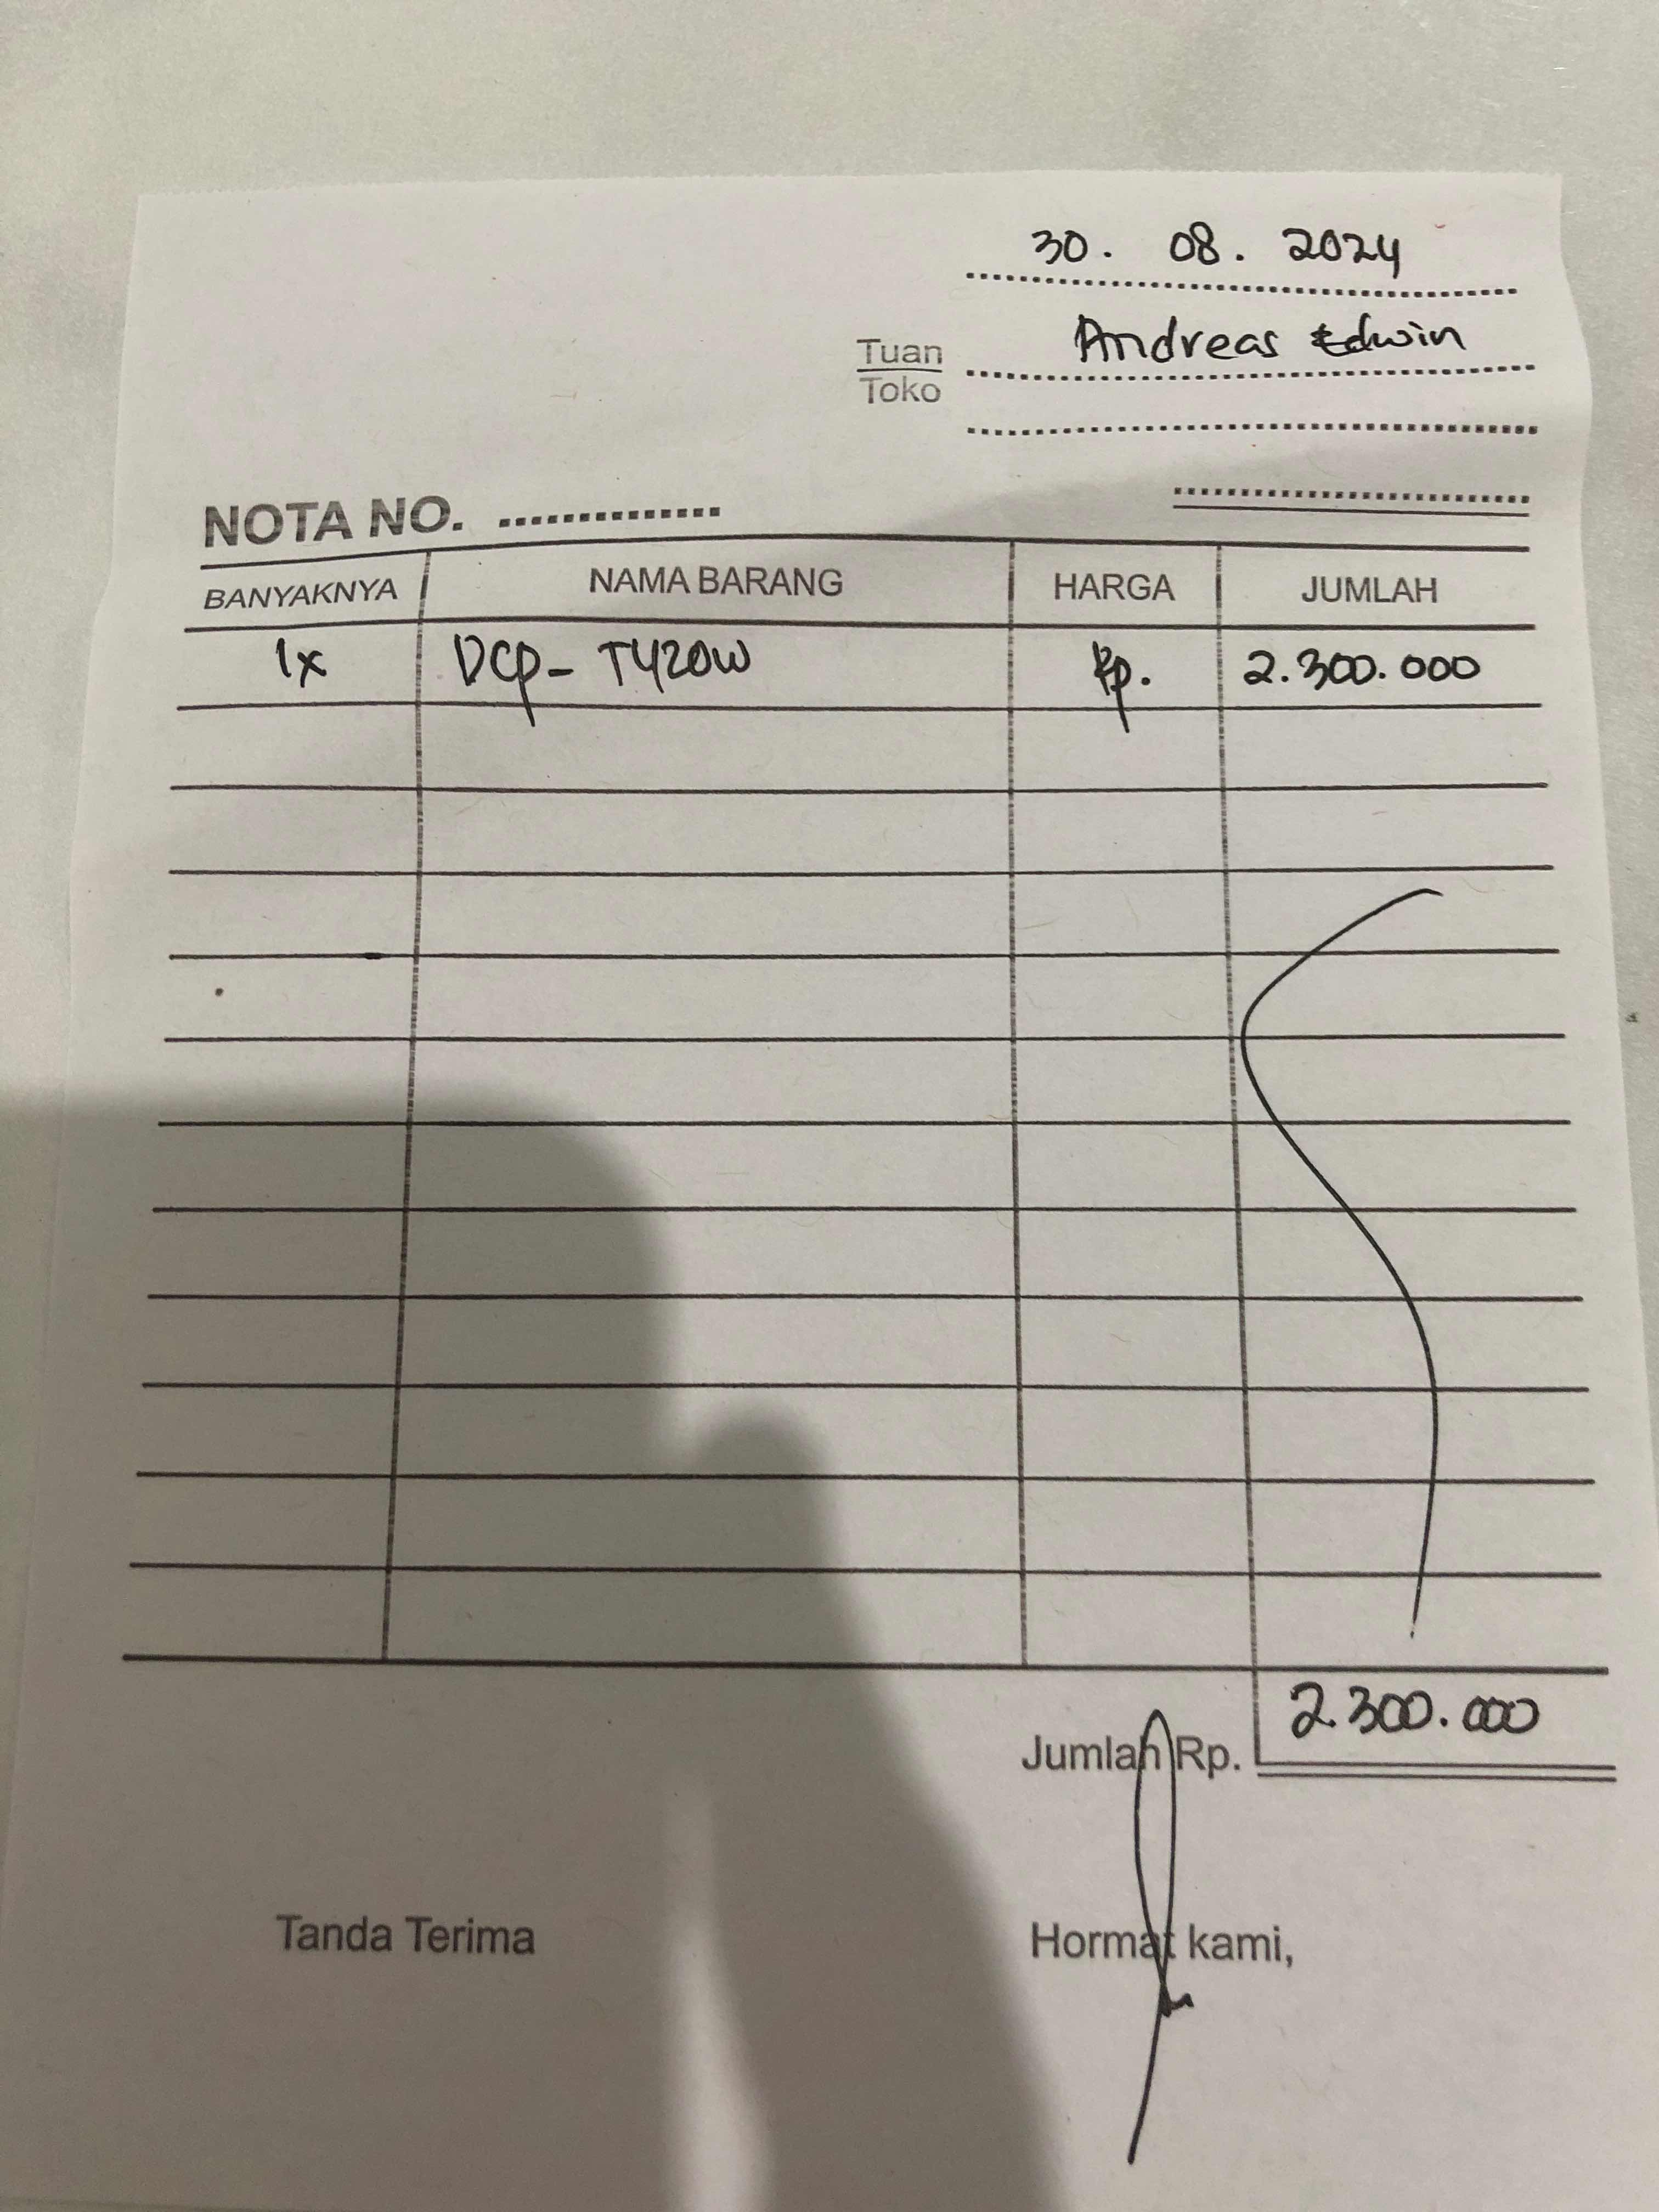 30. 08. 2024
Tuan Andreas Edwin
Toko
NOTA NO. ..............
BANYAKNYA NAMA BARANG HARGA JUMLAH
1x DCP- T420W Rp. 2.300.000
Jumlah Rp. 2.300.000
Tanda Terima Hormat kami,